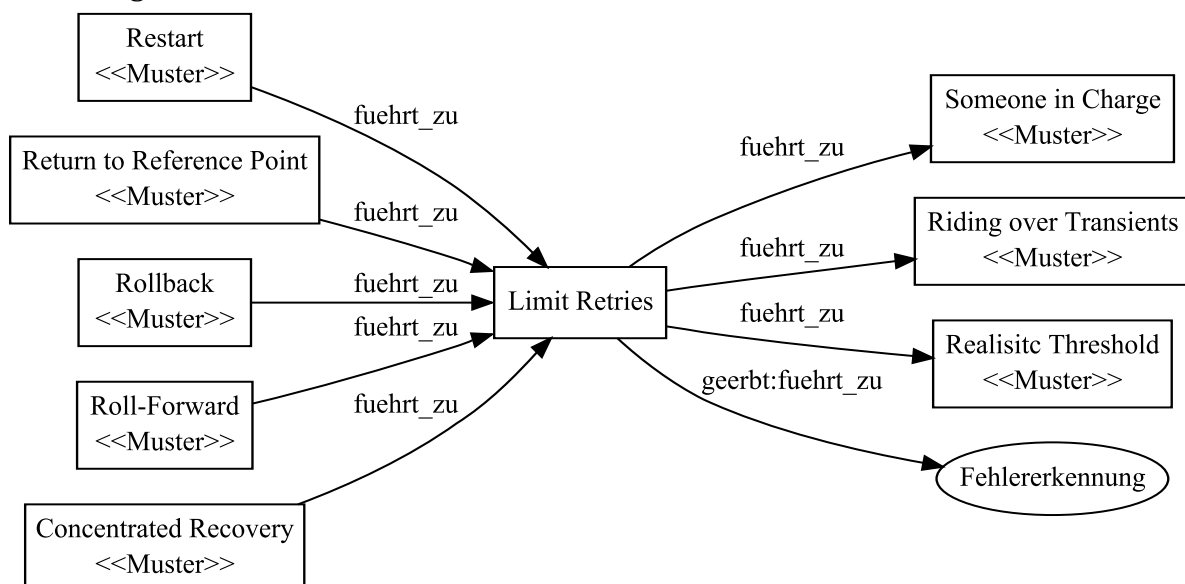 Restart
<<Muster>>
fuehrt_zu
Return to Reference Point
<<Muster>>
fuehrt_zu
Rollback
<<Muster>>
fuehrt_zu
Roll-Forward
<<Muster>>
fuehrt_zu
Concentrated Recovery
<<Muster>>
fuehrt_zu
Limit Retries
fuehrt_zu
Someone in Charge
<<Muster>>
fuehrt_zu
Riding over Transients
<<Muster>>
fuehrt_zu
Realisitc Threshold
<<Muster>>
geerbt:fuehrt_zu
Fehlererkennung